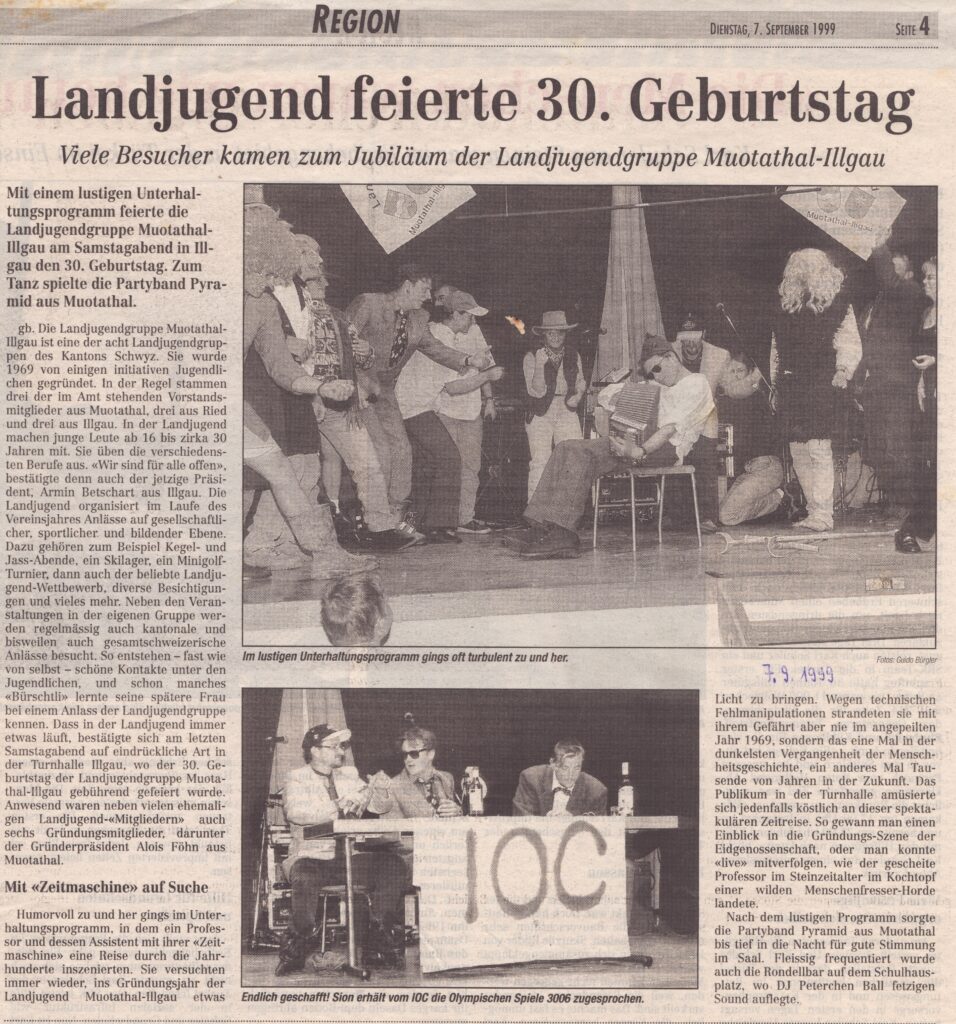 REGION
DIENSTAG, 7. SEPTEMBER 1999
SEITE 4
Landjugend feierte 30. Geburtstag
Viele Besucher kamen zum Jubiläum der Landjugendgruppe Muotathal-Illgau
Mit einem lustigen Unterhal-
tungsprogramm feierte die
Landjugendgruppe Muotathal-
Illgau am Samstagabend in Ill-
gau den 30. Geburtstag. Zum
Tanz spielte die Partyband Pyra-
mid aus Muotathal.
gb. Die Landjugendgruppe Muotathal-
Illgau ist eine der acht Landjugendgrup-
pen des Kantons Schwyz. Sie wurde
1969 von einigen initiativen Jugendli-
chen gegründet. In der Regel stammen
drei der im Amt stehenden Vorstands-
mitglieder aus Muotathal, drei aus Ried
und drei aus Illgau. In der Landjugend
machen junge Leute ab 16 bis zirka 30
Jahren mit. Sie üben die verschiedens-
ten Berufe aus. «Wir sind für alle offen»,
bestätigte denn auch der jetzige Präsi-
dent, Armin Betschart aus Illgau. Die
Landjugend organisiert im Laufe des
Vereinsjahres Anlässe auf gesellschaftli-
cher, sportlicher und bildender Ebene.
Dazu gehören zum Beispiel Kegel- und
Jass-Abende, ein Skilager, ein Minigolf-
Turnier, dann auch der beliebte Landju-
gend-Wettbewerb, diverse Besichtigun-
gen und vieles mehr. Neben den Veran-
staltungen in der eigenen Gruppe wer-
den regelmässig auch kantonale und
bisweilen auch gesamtschweizerische
Anlässe besucht. So entstehen – fast wie
von selbst – schöne Kontakte unter den
Jugendlichen, und schon manches
«Bürschtli» lernte seine spätere Frau
bei einem Anlass der Landjugendgruppe
kennen. Dass in der Landjugend immer
etwas läuft, bestätigte sich am letzten
Samstagabend auf eindrückliche Art in
der Turnhalle Illgau, wo der 30. Ge-
burtstag der Landjugendgruppe Muota-
thal-Illgau gebührend gefeiert wurde.
Anwesend waren neben vielen ehemali-
gen Landjugend-«Mitgliedern» auch
sechs Gründungsmitglieder, darunter
der Gründerpräsident Alois Föhn aus
Muotathal.
Mit «Zeitmaschine» auf Suche
Humorvoll zu und her gings im Unter-
haltungsprogramm, in dem ein Profes-
sor und dessen Assistent mit ihrer «Zeit-
maschine» eine Reise durch die Jahr-
hunderte inszenierten. Sie versuchten
immer wieder, ins Gründungsjahr der
Landjugend Muotathal-Illgau etwas
Muotathal-Illgau
Muotathal-Illgau
Im lustigen Unterhaltungsprogramm gings oft turbulent zu und her.
Fotos: Guido Bürgler
7.9.1999
IOC
Endlich geschafft! Sion erhält vom IOC die Olympischen Spiele 3006 zugesprochen.
Licht zu bringen. Wegen technischen
Fehlmanipulationen strandeten sie mit
ihrem Gefährt aber nie im angepeilten
Jahr 1969, sondern das eine Mal in der
dunkelsten Vergangenheit der Mensch-
heitsgeschichte, ein anderes Mal Tau-
sende von Jahren in der Zukunft. Das
Publikum in der Turnhalle amüsierte
sich jedenfalls köstlich an dieser spekta-
kulären Zeitreise. So gewann man einen
Einblick in die Gründungs-Szene der
Eidgenossenschaft, oder man konnte
«live» mitverfolgen, wie der gescheite
Professor im Steinzeitalter im Kochtopf
einer wilden Menschenfresser-Horde
landete.
Nach dem lustigen Programm sorgte
die Partyband Pyramid aus Muotathal
bis tief in die Nacht für gute Stimmung
im Saal. Fleissig frequentiert wurde
auch die Rondellbar auf dem Schulhaus-
platz, wo DJ Peterchen Ball fetzigen
Sound auflegte.